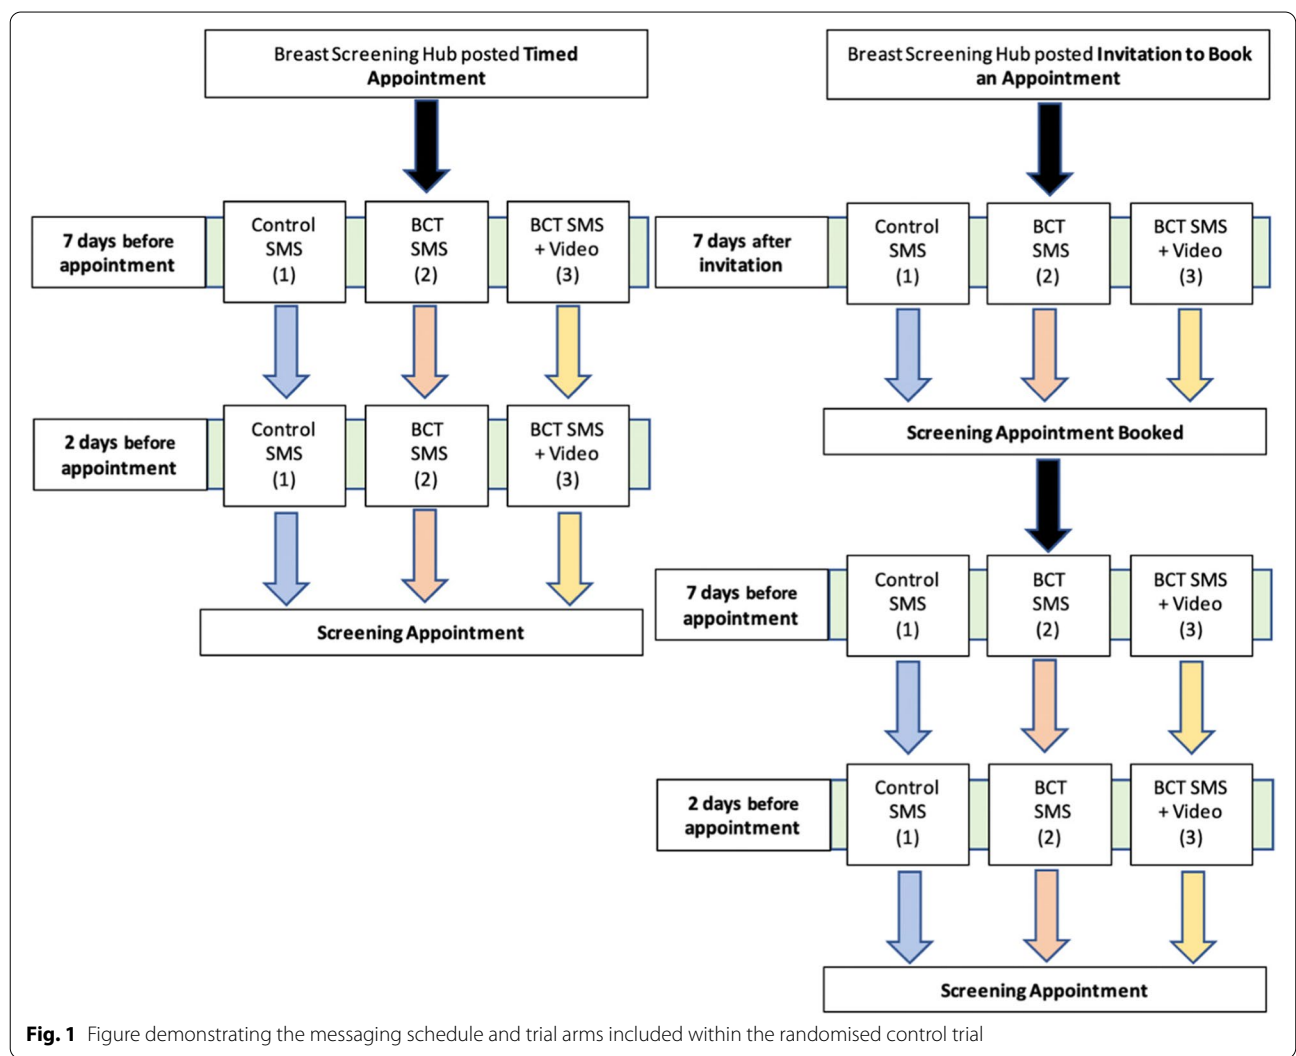 Breast Screening Hub posted Timed
Appointment
7 days before
appointment
Control
SMS
(1)
BCT
SMS
(2)
BCT SMS
+ Video
(3)
2 days before
appointment
Control
SMS
(1)
BCT
SMS
(2)
BCT SMS
+ Video
(3)
Screening Appointment
Breast Screening Hub posted Invitation to Book
an Appointment
7 days after
invitation
Control
SMS
(1)
BCT
SMS
(2)
BCT SMS
+ Video
(3)
Screening Appointment Booked
7 days before
appointment
Control
SMS
(1)
BCT
SMS
(2)
BCT SMS
+ Video
(3)
2 days before
appointment
Control
SMS
(1)
BCT
SMS
(2)
BCT SMS
+ Video
(3)
Screening Appointment
Fig. 1 Figure demonstrating the messaging schedule and trial arms included within the randomised control trial